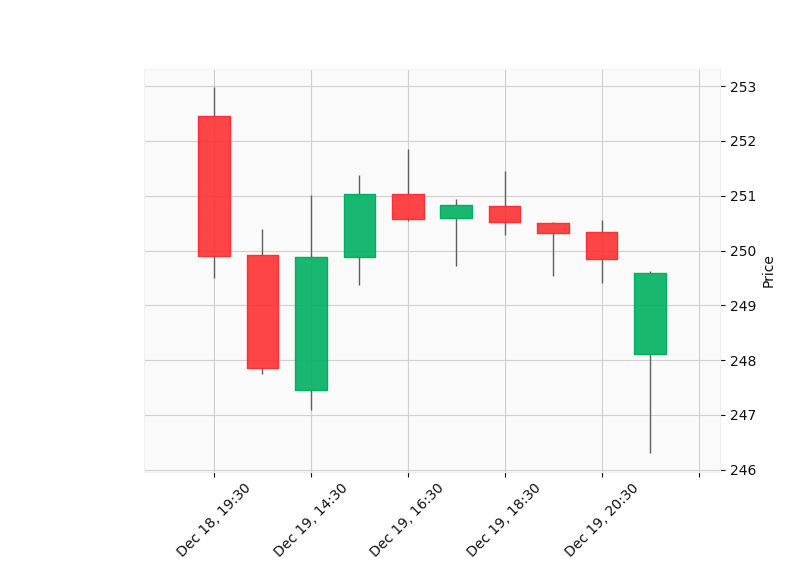 253
252
251
250
249
248
247
246
Price
Dec 18, 19:30
Dec 19, 14:30
Dec 19, 16:30
Dec 19, 18:30
Dec 19, 20:30